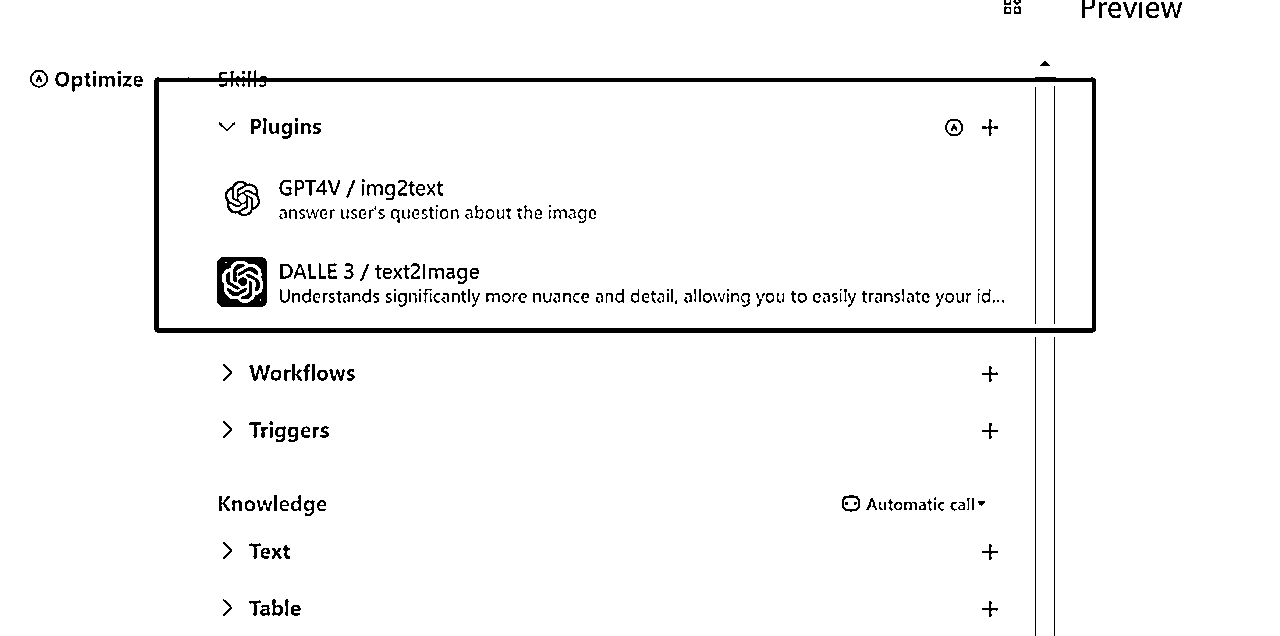 Preview
Optimize
Skills
Plugins
GPT4V / img2text
answer user's question about the image
DALLE 3 / text2Image
Understands significantly more nuance and detail, allowing you to easily translate your id...
Workflows
Triggers
Knowledge
Automatic call
Text
Table